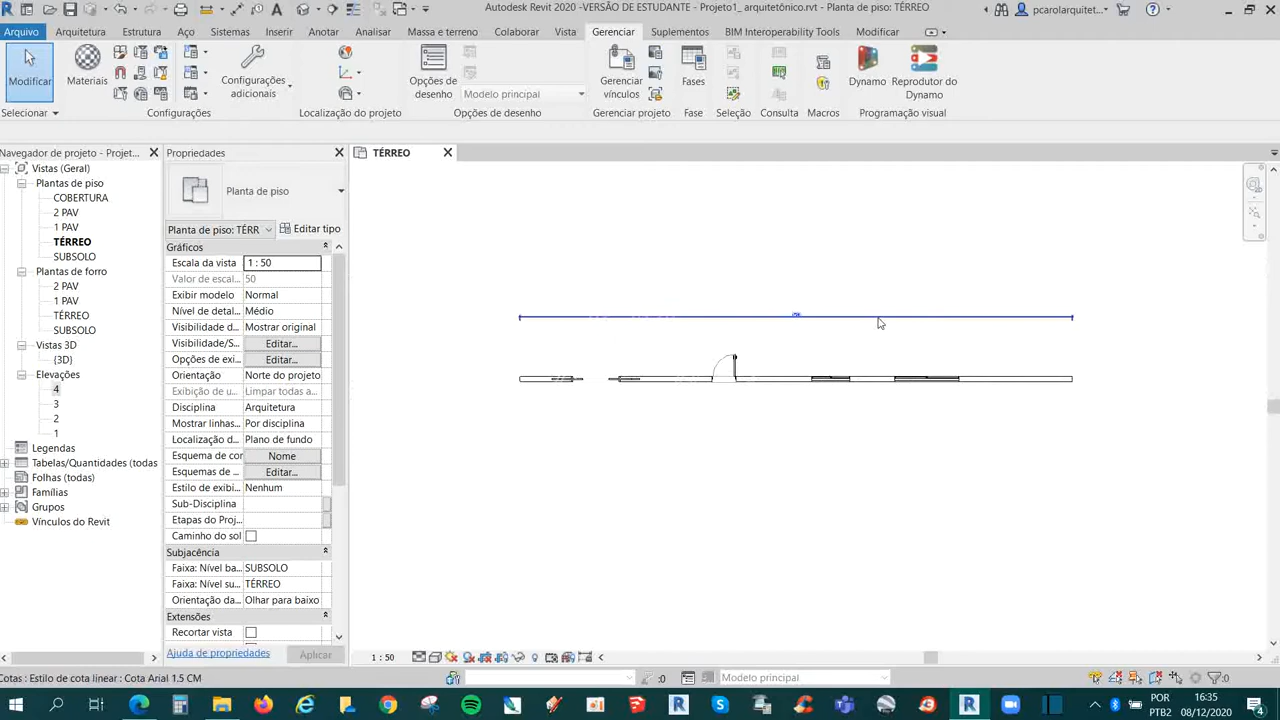 Autodesk Revit 2020 -VERSÃO DE ESTUDANTE - Projeto1_ arquitetônico.rvt - Planta de piso: TÉRREO
pcarolarquitet...
Arquivo Arquitetura Estrutura Aço Sistemas Inserir Anotar Analisar Massa e terreno Colaborar Vista Gerenciar Suplementos BIM Interoperability Tools Modificar
Modificar
Materiais
Configurações
adicionais
Opções de
desenho
Modelo principal
Gerenciar
vínculos
Fases
Dynamo
Reprodutor do
Dynamo
Selecionar Configurações Localização do projeto Opções de desenho Gerenciar projeto Fase Seleção Consulta Macros Programação visual
Navegador de projeto - Projet...
Vistas (Geral)
Plantas de piso
COBERTURA
2 PAV
1 PAV
TÉRREO
SUBSOLO
Plantas de forro
2 PAV
1 PAV
TÉRREO
SUBSOLO
Vistas 3D
{3D}
Elevações
4
3
2
1
Legendas
Tabelas/Quantidades (todas
Folhas (todas)
Famílias
Grupos
Vínculos do Revit
Propriedades
Planta de piso
Planta de piso: TÉRR
Editar tipo
Gráficos
Escala da vista 1 : 50
Valor de escal... 50
Exibir modelo Normal
Nível de detal... Médio
Visibilidade d... Mostrar original
Visibilidade/S... Editar...
Opções de exi... Editar...
Orientação Norte do projeto
Exibição de u... Limpar todas a...
Disciplina Arquitetura
Mostrar linhas... Por disciplina
Localização d... Plano de fundo
Esquema de cor Nome
Esquemas de ... Editar...
Estilo de exibi... Nenhum
Sub-Disciplina
Etapas do Proj...
Caminho do sol
Subjacência
Faixa: Nível ba... SUBSOLO
Faixa: Nível su... TÉRREO
Orientação da... Olhar para baixo
Extensões
Recortar vista
Ajuda de propriedades
Aplicar
TÉRREO
1 : 50
Cotas : Estilo de cota linear : Cota Arial 1.5 CM
:0
Modelo principal
:0
POR
PTB2
16:35
08/12/2020
4